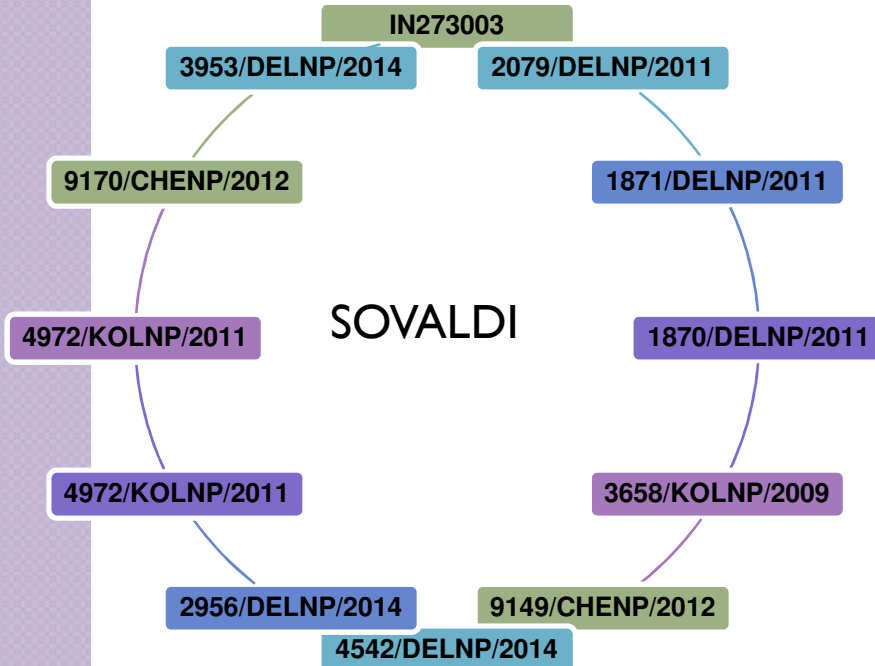 IN273003
3953/DELNP/2014
2079/DELNP/2011
9170/CHENP/2012
1871/DELNP/2011
SOVALDI
4972/KOLNP/2011
1870/DELNP/2011
4972/KOLNP/2011
3658/KOLNP/2009
2956/DELNP/2014
9149/CHENP/2012
4542/DELNP/2014